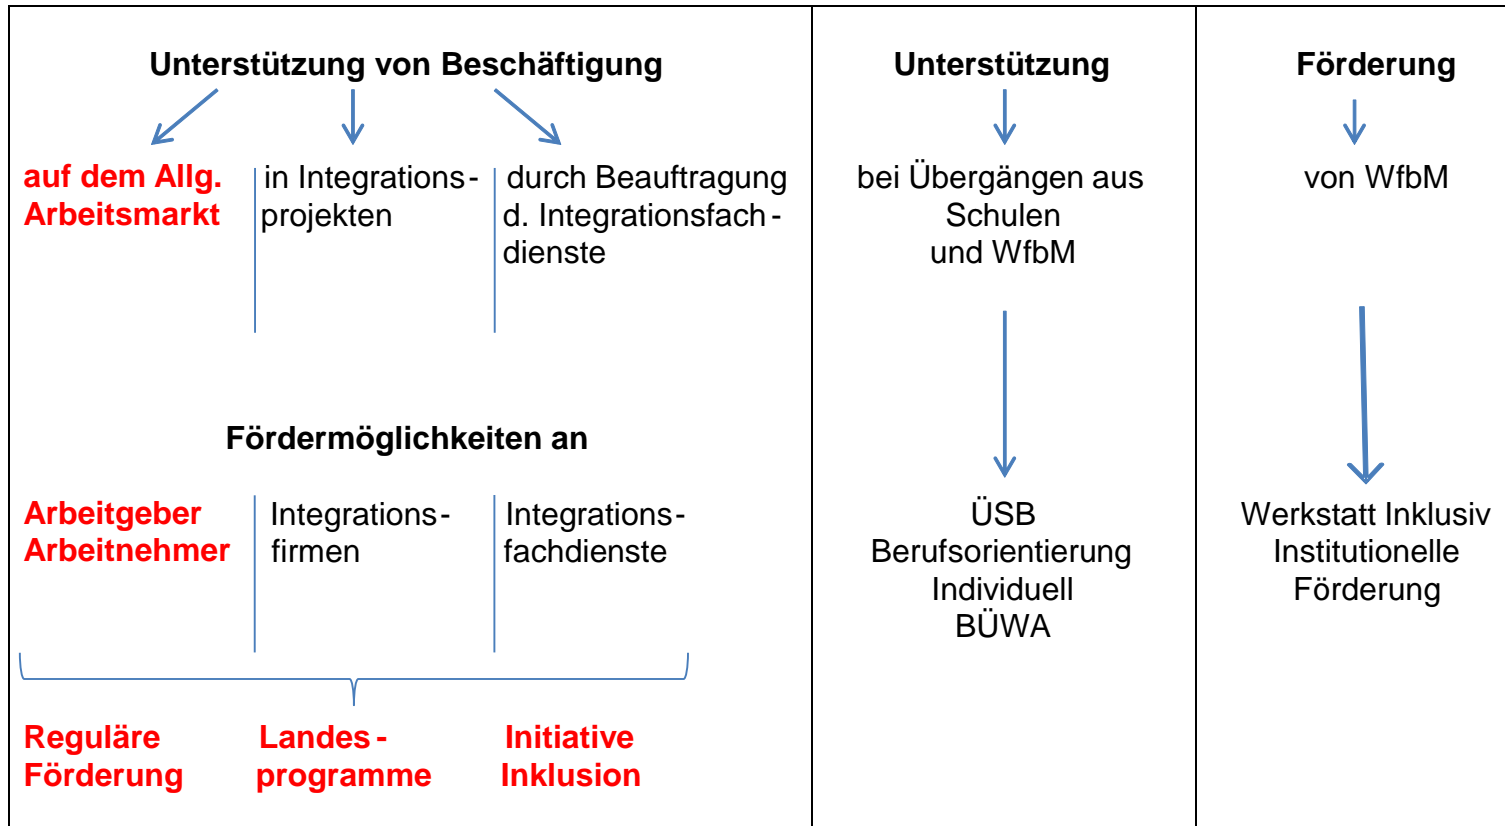 Unterstützung von Beschäftigung
auf dem Allg.
Arbeitsmarkt
in Integrations-
projekten
durch Beauftragung
d. Integrationsfach-
dienste
Fördermöglichkeiten an
Arbeitgeber
Arbeitnehmer
Integrations-
firmen
Integrations-
fachdienste
Reguläre
Förderung
Landes-
programme
Initiative
Inklusion
Unterstützung
bei Übergängen aus
Schulen
und WfbM
ÜSB
Berufsorientierung
Individuell
BÜWA
Förderung
von WfbM
Werkstatt Inklusiv
Institutionelle
Förderung